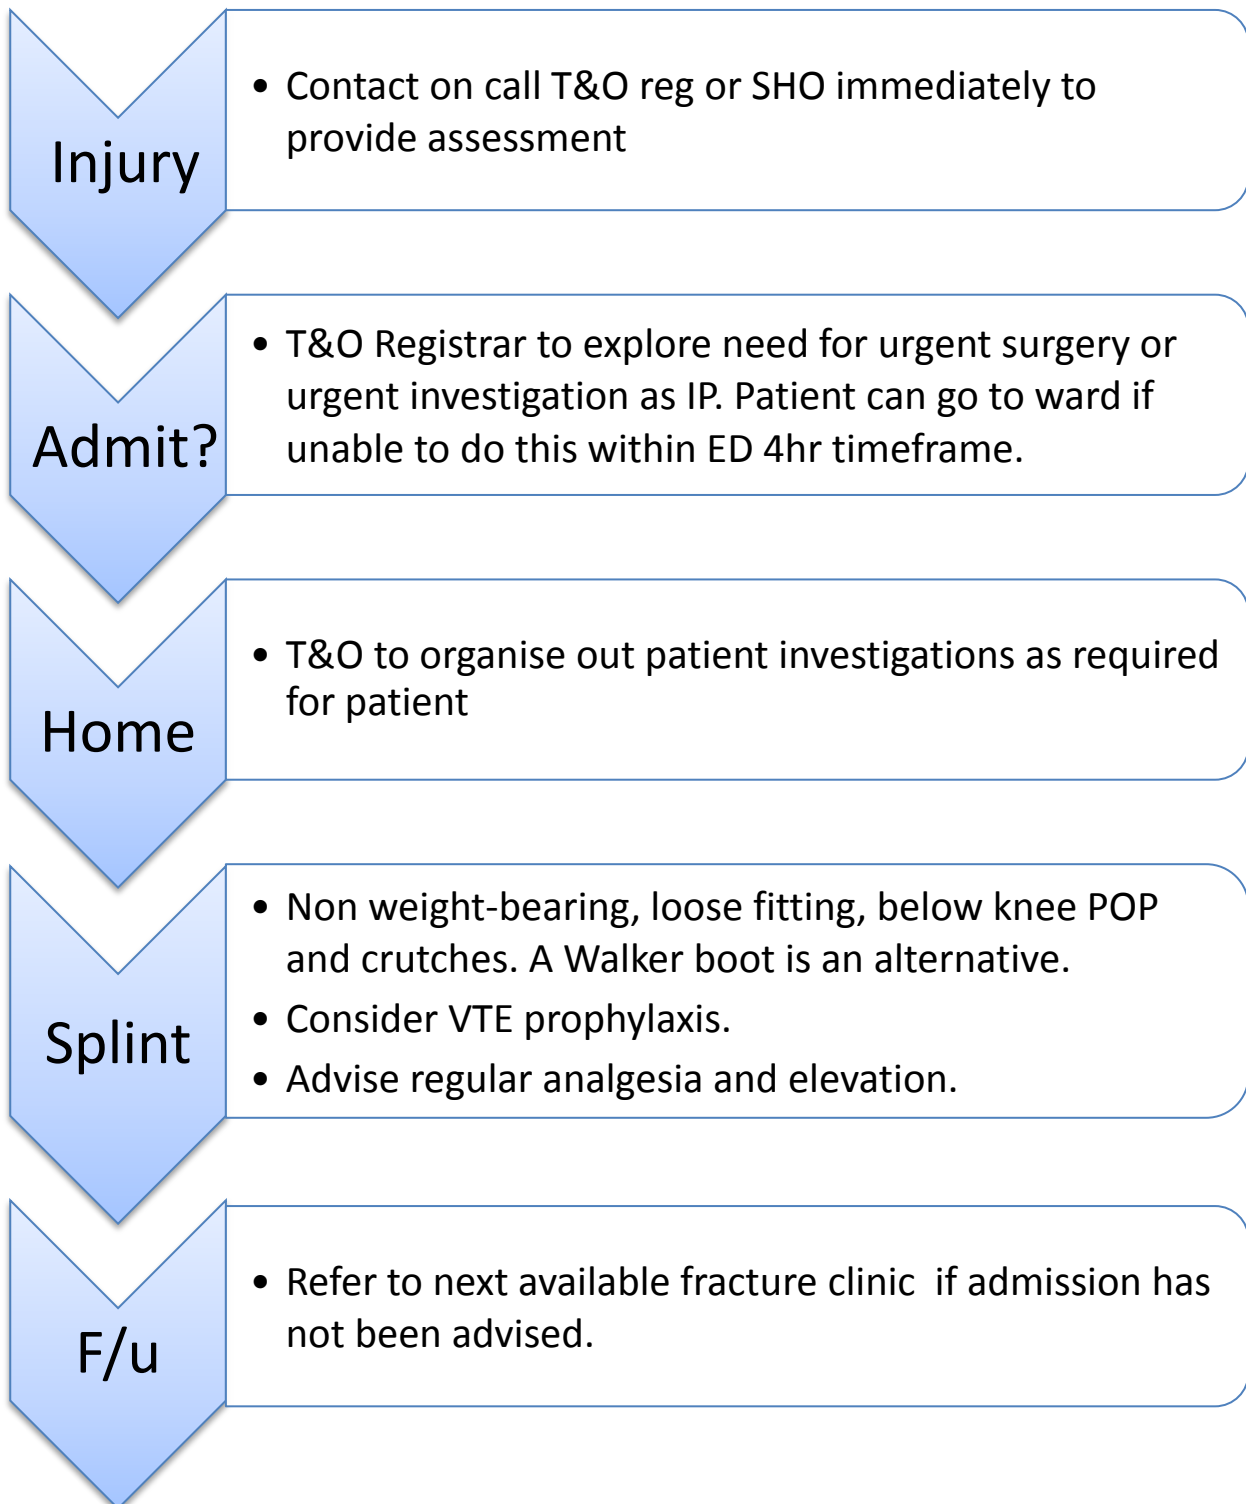 Injury
• Contact on call T&O reg or SHO immediately to
provide assessment
Admit?
• T&O Registrar to explore need for urgent surgery or
urgent investigation as IP. Patient can go to ward if
unable to do this within ED 4hr timeframe.
Home
• T&O to organise out patient investigations as required
for patient
Splint
• Non weight-bearing, loose fitting, below knee POP
and crutches. A Walker boot is an alternative.
• Consider VTE prophylaxis.
• Advise regular analgesia and elevation.
F/u
• Refer to next available fracture clinic  if admission has
not been advised.